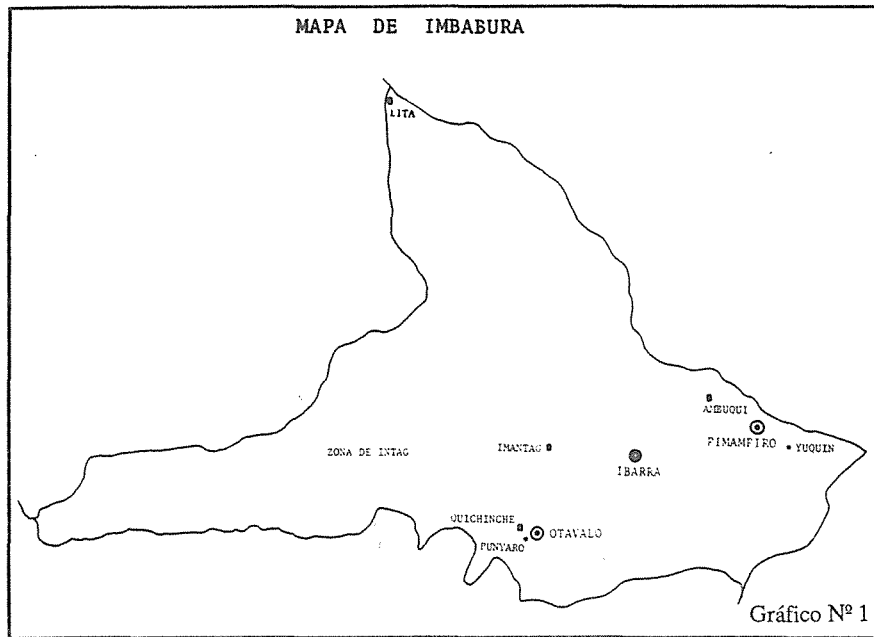 MAPA DE IMBABURA
LITA
AMBUQUI
PIMAMPIRO
YUQUIN
ZONA DE INTAG
IMANTAG
IBARRA
QUICHINCHE
OTAVALO
PUNYARO
Gráfico Nº 1